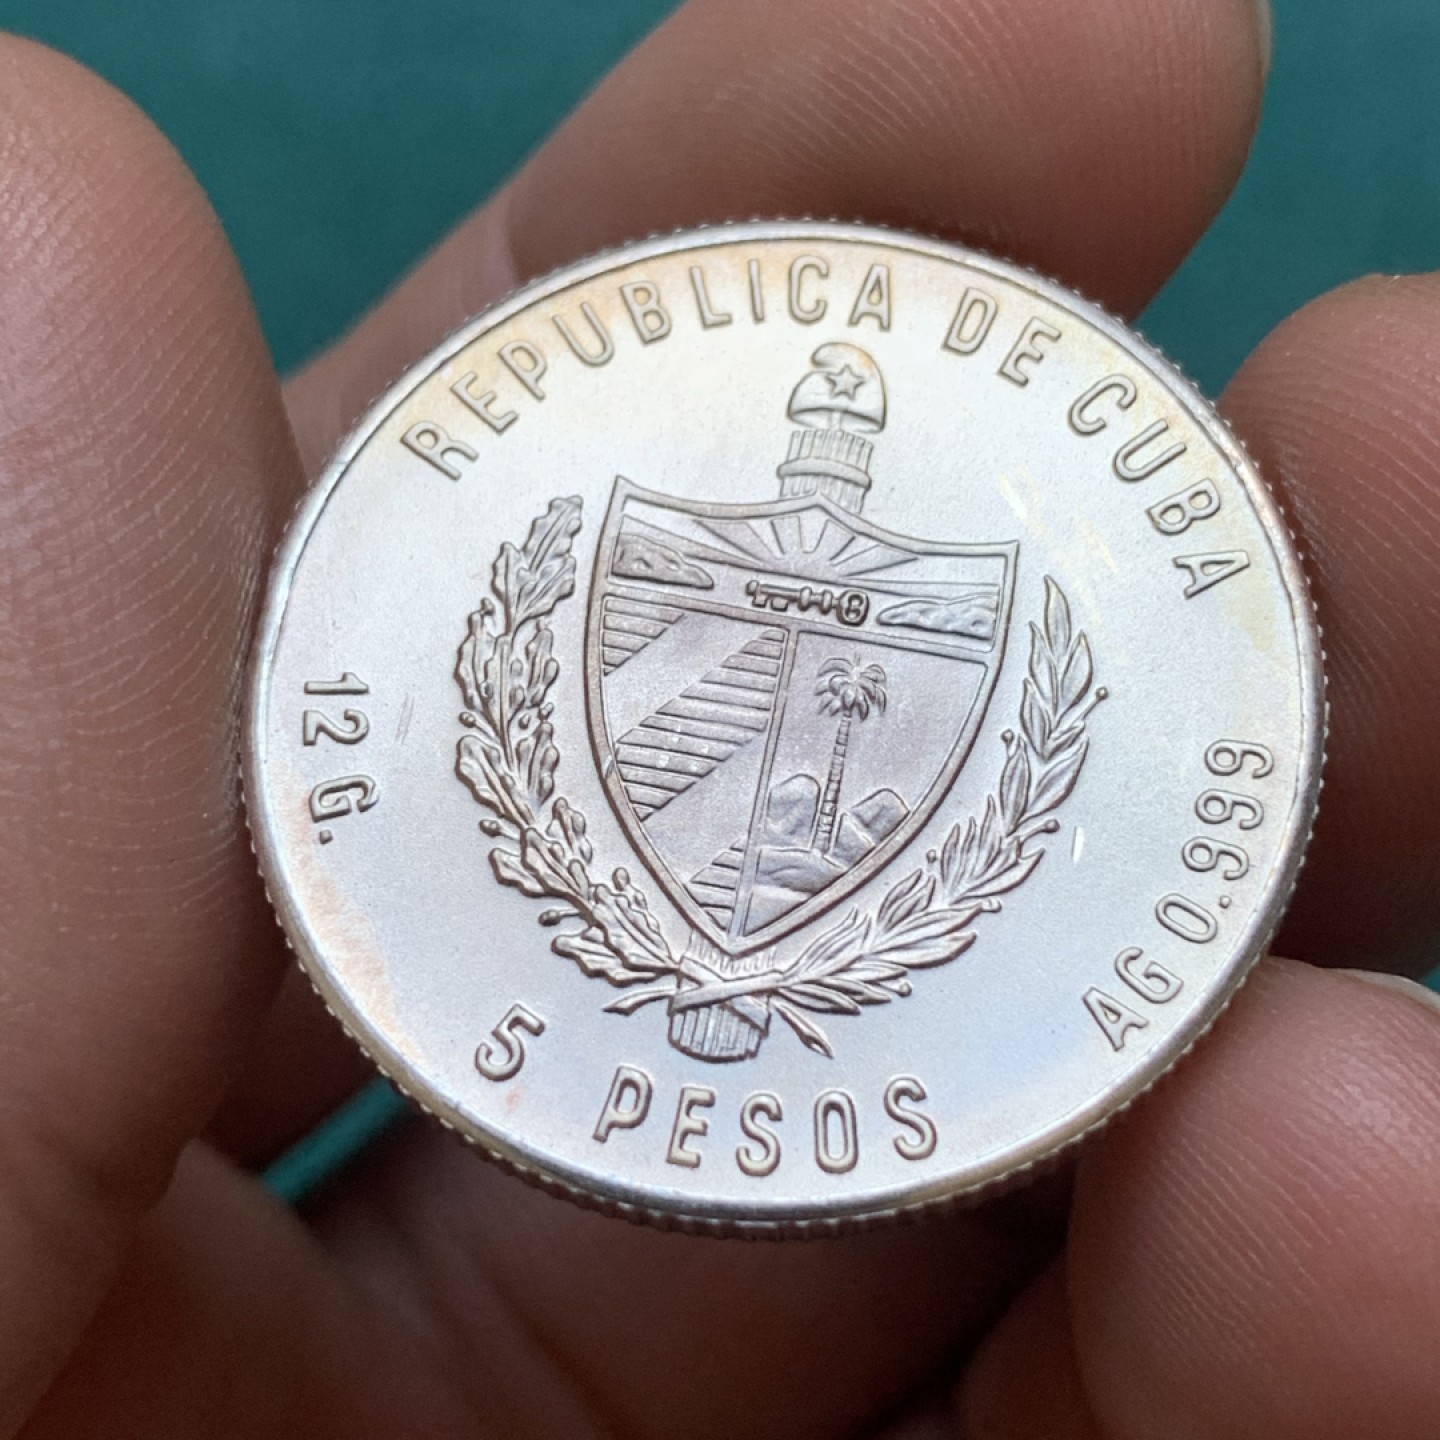 REPUBLICA DE CUBA
12 G.
AG 0.999
5 PESOS